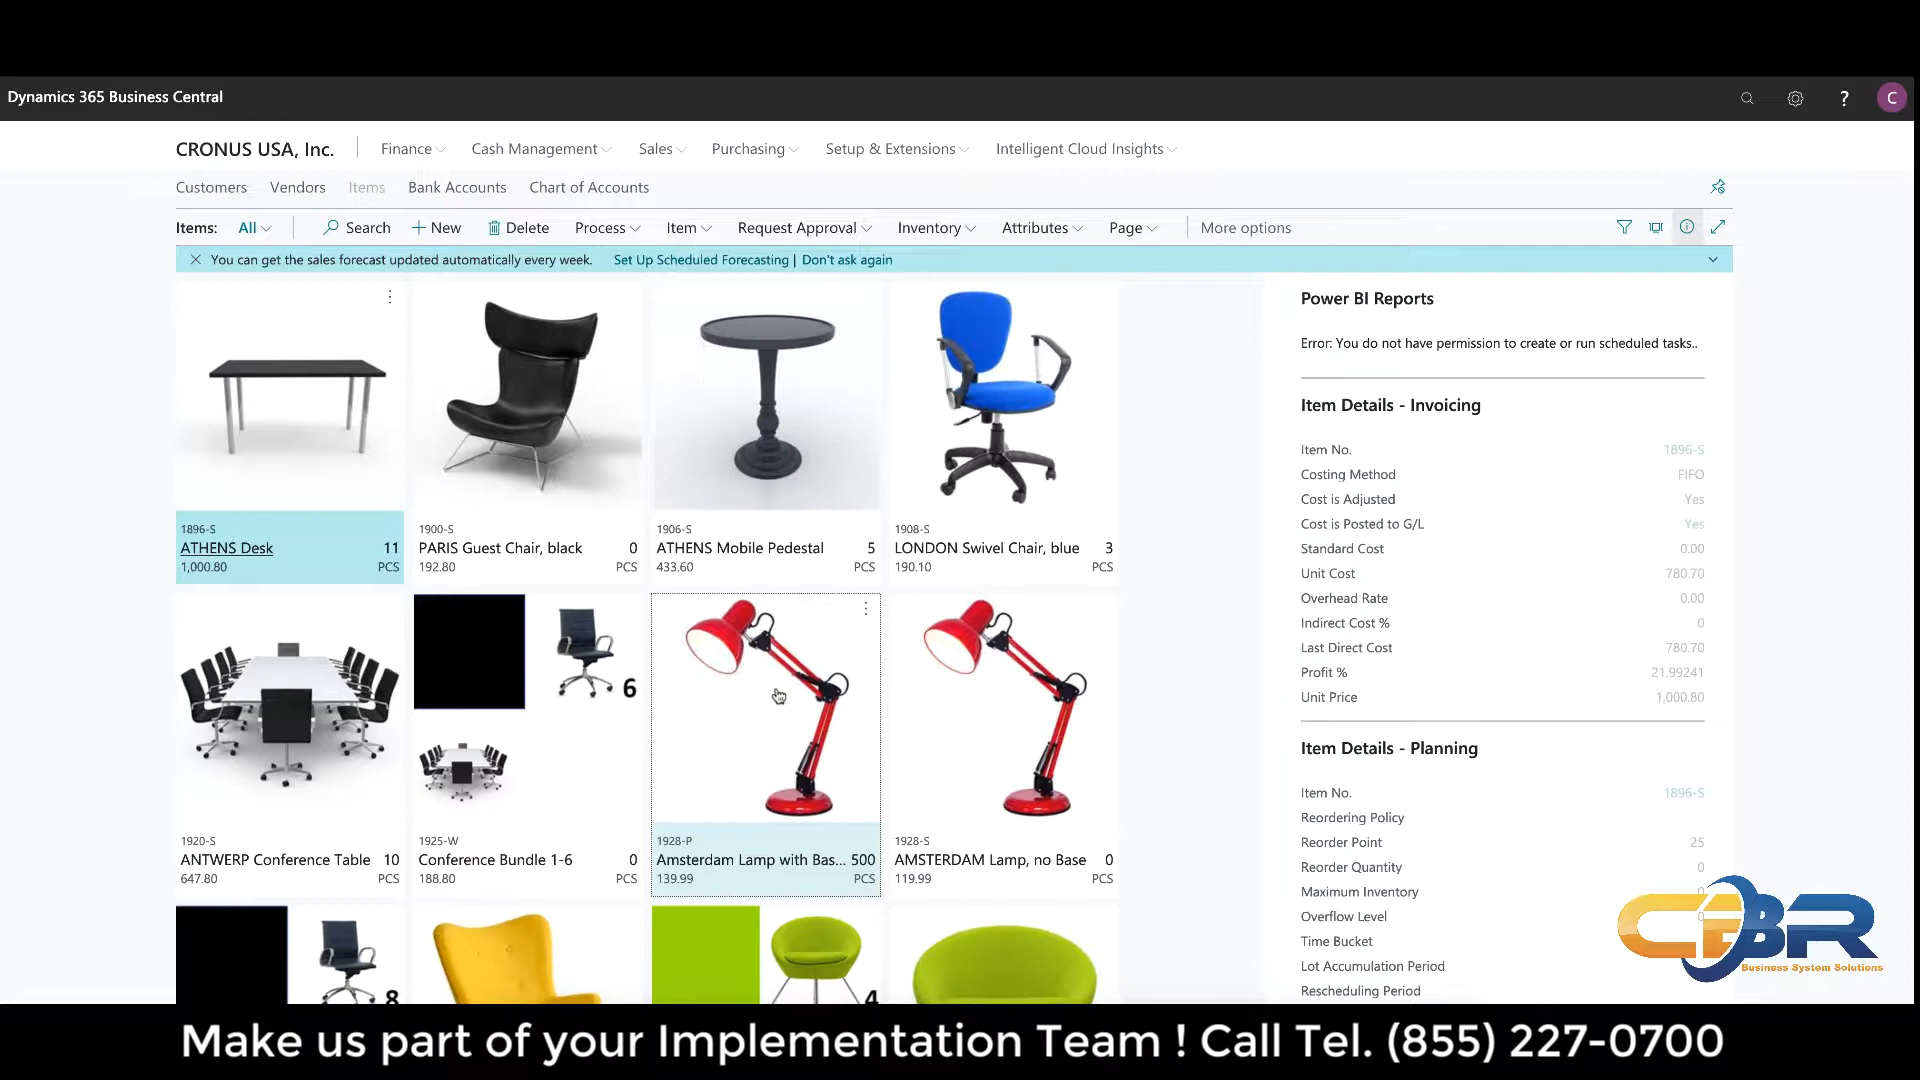 Dynamics 365 Business Central
?
C
CRONUS USA, Inc.
Finance
Cash Management
Sales
Purchasing
Setup & Extensions
Intelligent Cloud Insights
Customers
Vendors
Items
Bank Accounts
Chart of Accounts
Items:
All
Search
New
Delete
Process
Item
Request Approval
Inventory
Attributes
Page
More options
You can get the sales forecast updated automatically every week.
Set Up Scheduled Forecasting | Don't ask again
1896-S
ATHENS Desk 11
1,000.80 PCS
1900-S
PARIS Guest Chair, black 0
192.80 PCS
1906-S
ATHENS Mobile Pedestal 5
433.60 PCS
1908-S
LONDON Swivel Chair, blue 3
190.10 PCS
6
1920-S
ANTWERP Conference Table 10
647.80 PCS
1925-W
Conference Bundle 1-6 0
188.80 PCS
1928-P
Amsterdam Lamp with Bas... 500
139.99 PCS
1928-S
AMSTERDAM Lamp, no Base 0
119.99 PCS
8
4
Power BI Reports
Error: You do not have permission to create or run scheduled tasks..
Item Details - Invoicing
Item No. 1896-S
Costing Method FIFO
Cost is Adjusted Yes
Cost is Posted to G/L Yes
Standard Cost 0.00
Unit Cost 780.70
Overhead Rate 0.00
Indirect Cost % 0
Last Direct Cost 780.70
Profit % 21.99241
Unit Price 1,000.80
Item Details - Planning
Item No. 1896-S
Reordering Policy
Reorder Point 25
Reorder Quantity 0
Maximum Inventory 0
Overflow Level 0
Time Bucket
Lot Accumulation Period
Rescheduling Period
CBR
Business System Solutions
Make us part of your Implementation Team ! Call Tel. (855) 227-0700